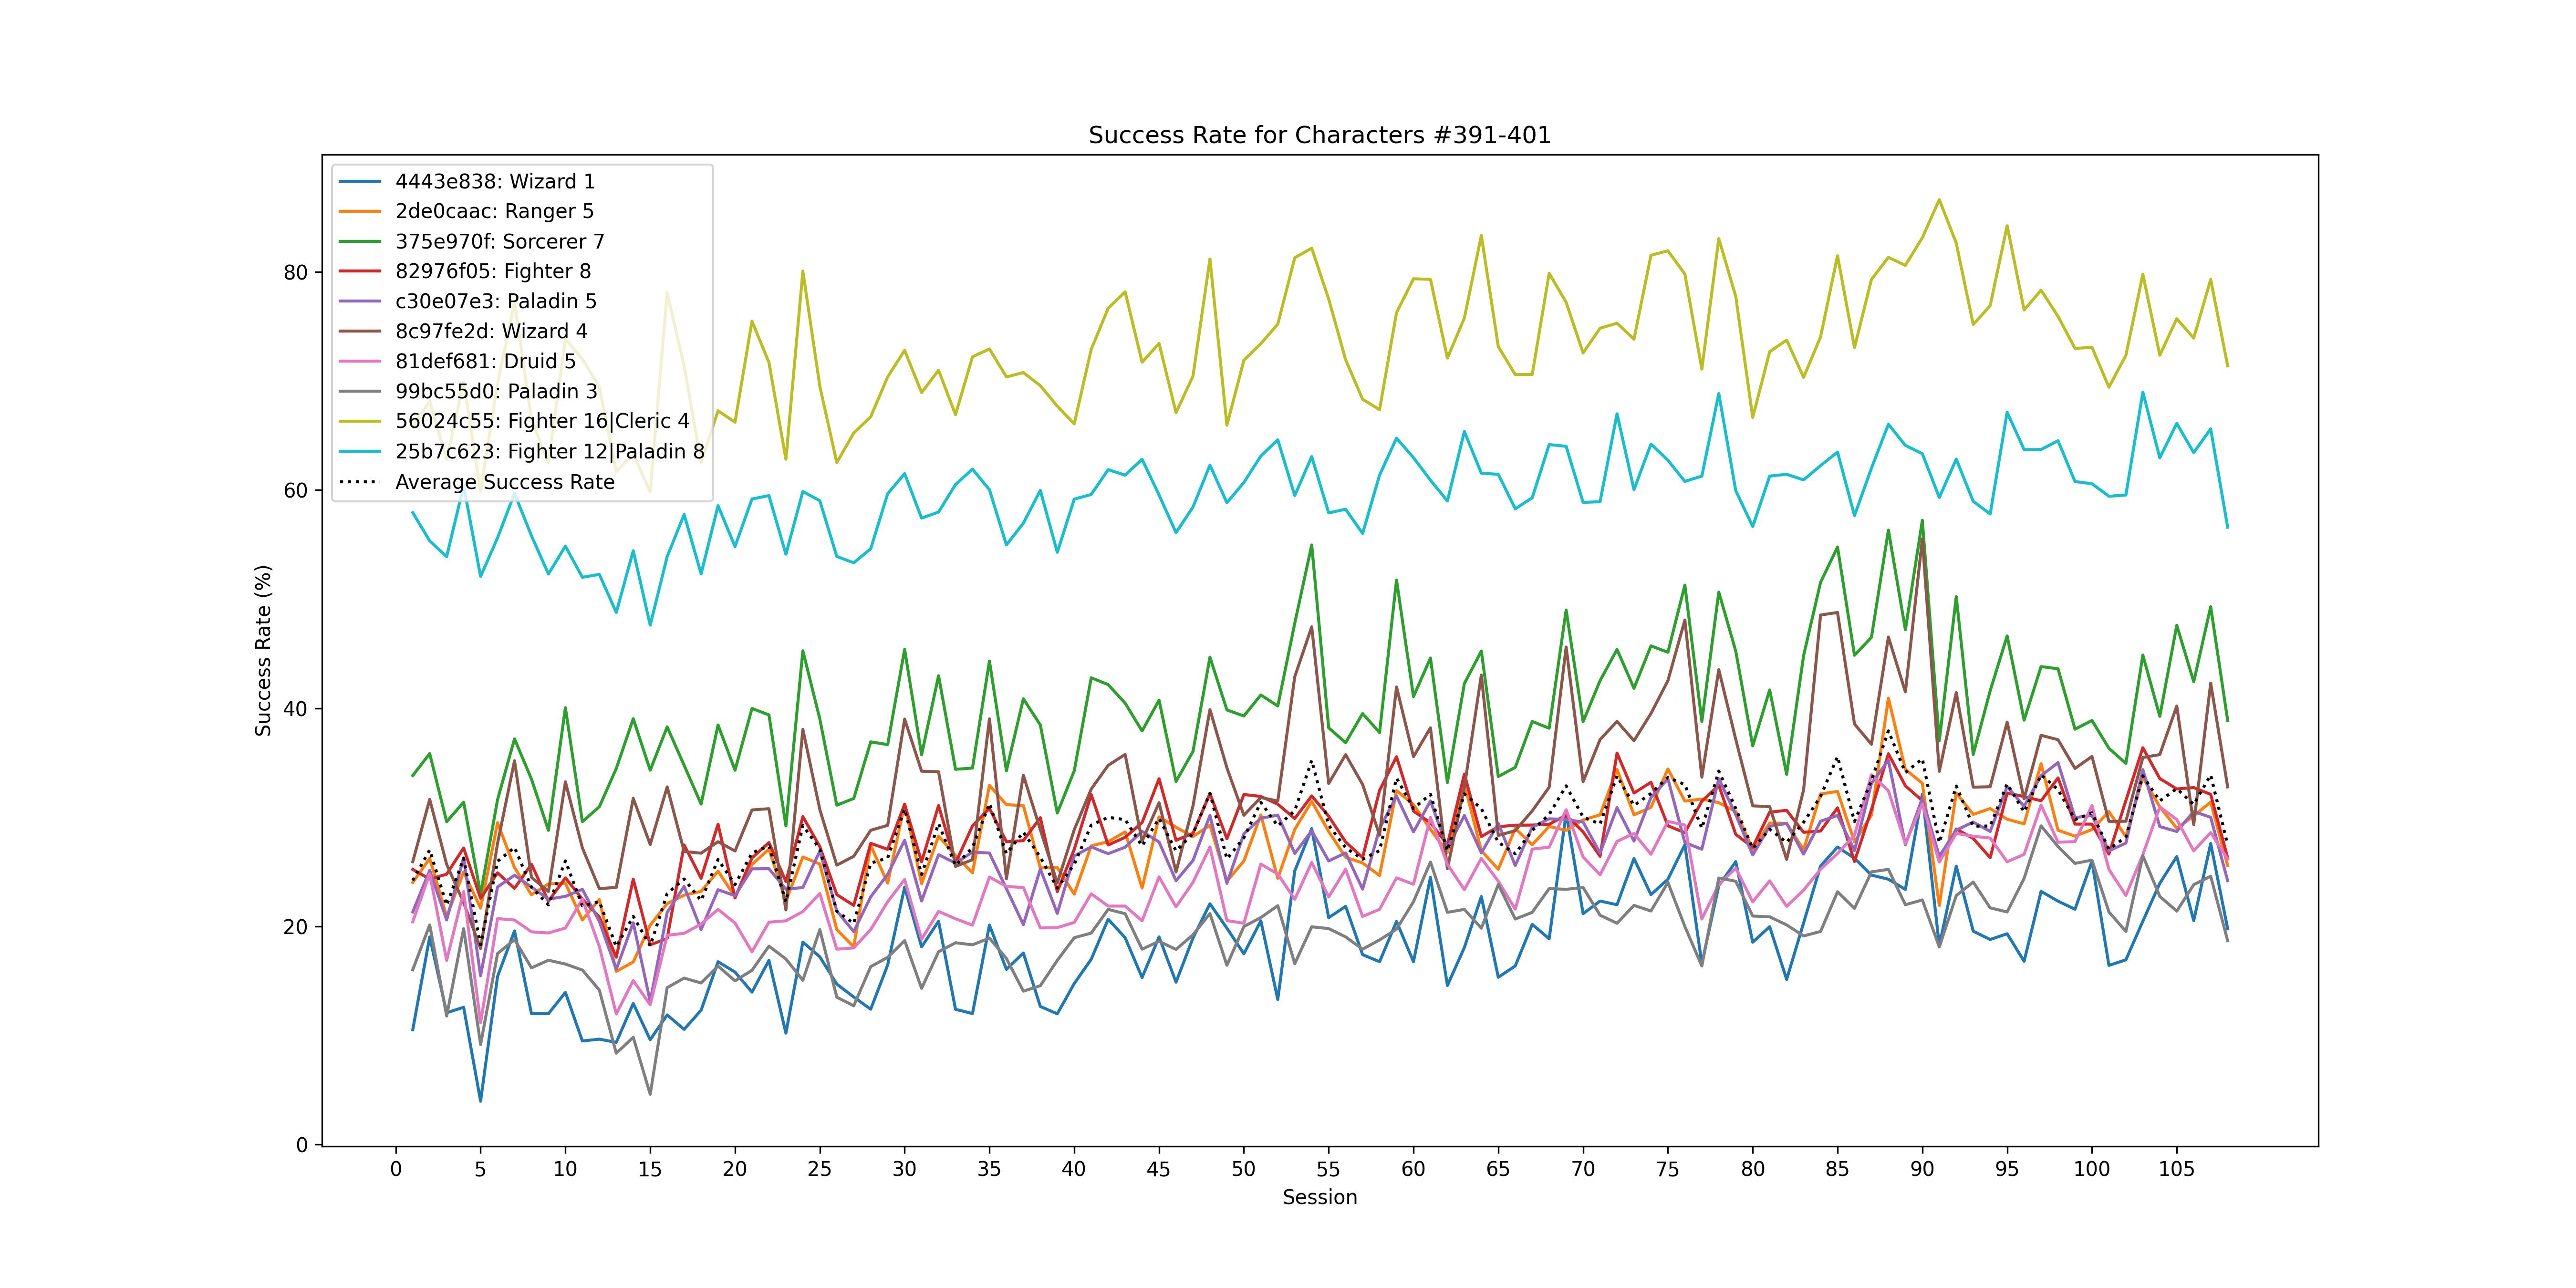 Success Rate for Characters #391-401
4443e838: Wizard 1
2de0caac: Ranger 5
375e970f: Sorcerer 7
82976f05: Fighter 8
c30e07e3: Paladin 5
8c97fe2d: Wizard 4
81def681: Druid 5
99bc55d0: Paladin 3
56024c55: Fighter 16|Cleric 4
25b7c623: Fighter 12|Paladin 8
Average Success Rate
Success Rate (%)
80
60
40
20
0
0 5 10 15 20 25 30 35 40 45 50 55 60 65 70 75 80 85 90 95 100 105
Session